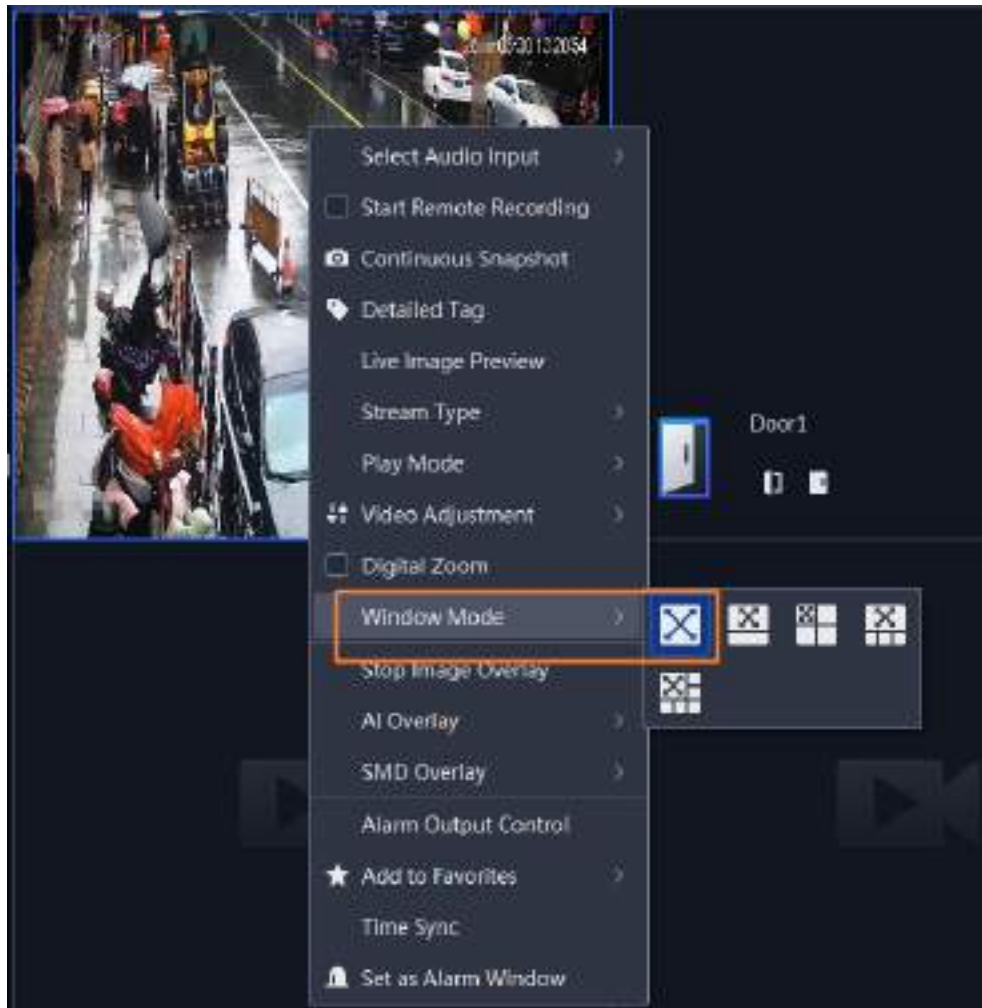 Select Audio Input
Start Remote Recording
Continuous Snapshot
Detailed Tag
Live Image Preview
Stream Type
Door1
Play Mode
Video Adjustment
Digital Zoom
Window Mode
Stop Image Overlay
AI Overlay
SMD Overlay
Alarm Output Control
Add to Favorites
Time Sync
Set as Alarm Window